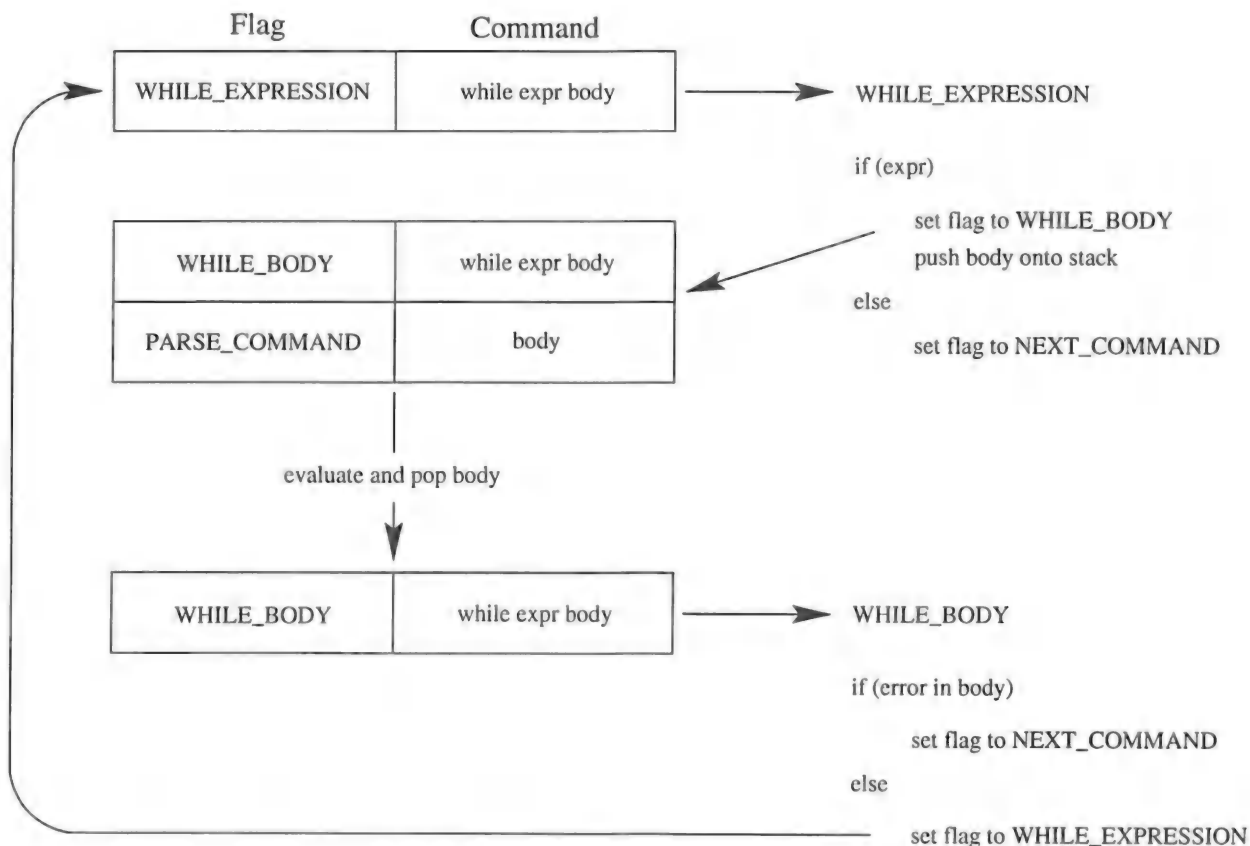 Flag Command
WHILE_EXPRESSION while expr body
WHILE_EXPRESSION
if (expr)
set flag to WHILE_BODY
push body onto stack
else
set flag to NEXT_COMMAND
WHILE_BODY while expr body
PARSE_COMMAND body
evaluate and pop body
WHILE_BODY while expr body
WHILE_BODY
if (error in body)
set flag to NEXT_COMMAND
else
set flag to WHILE_EXPRESSION